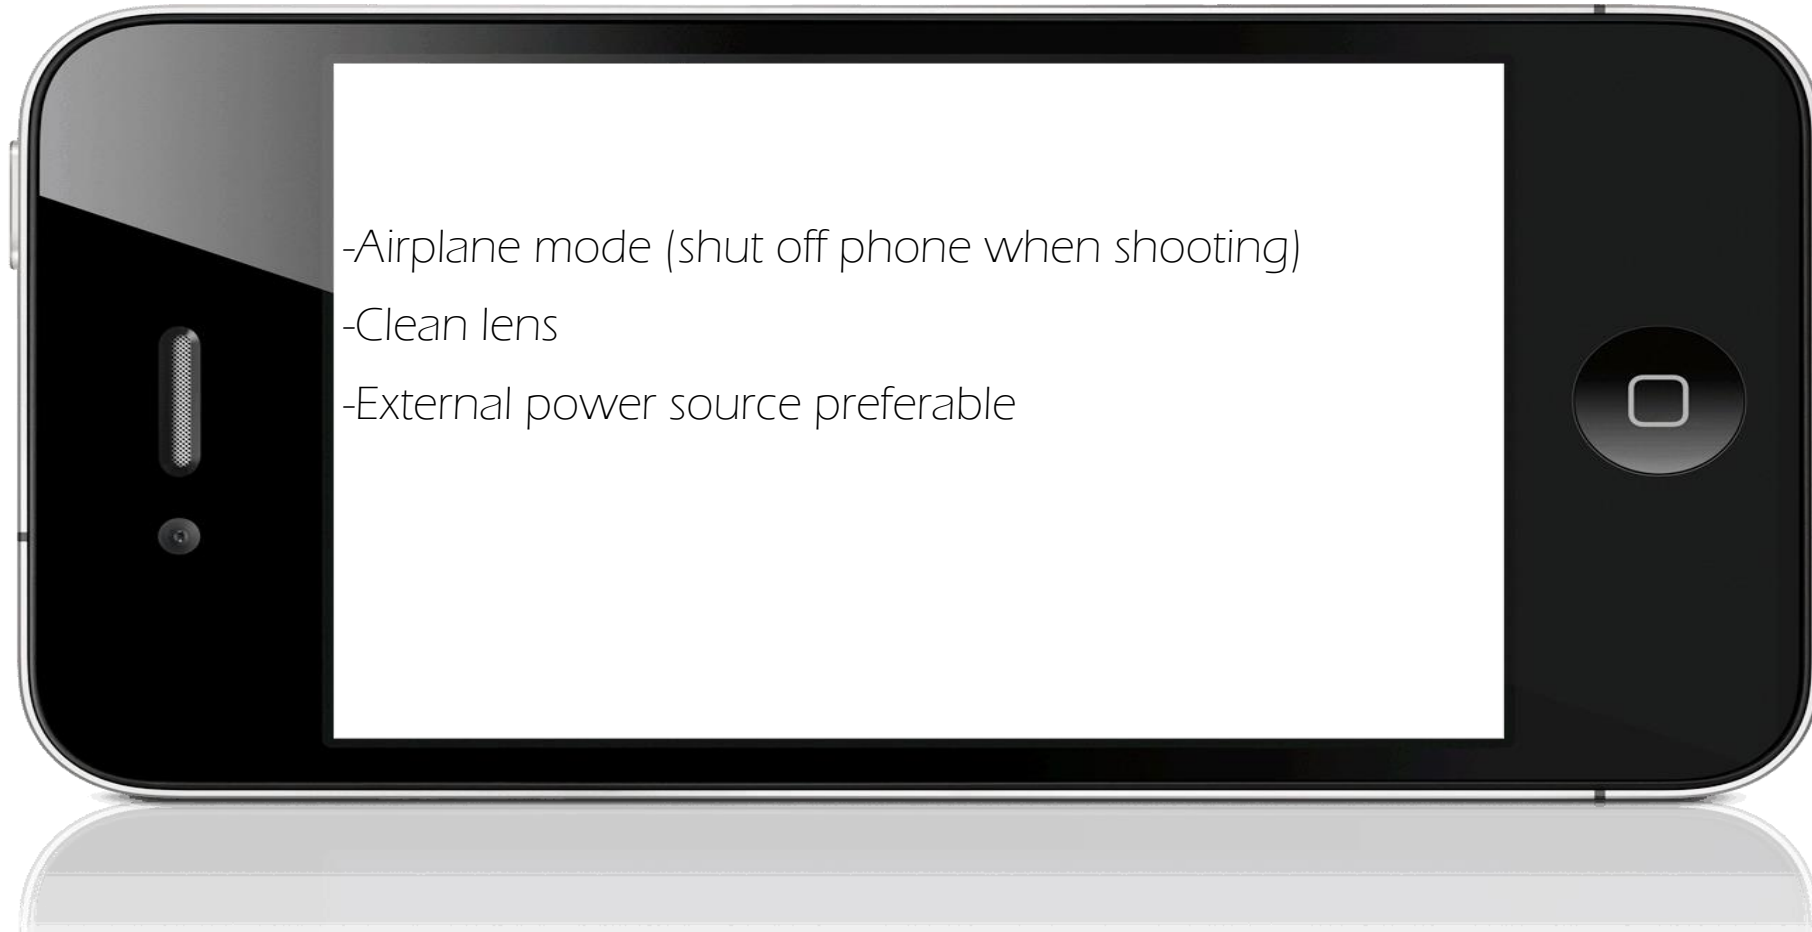 -Airplane mode (shut off phone when shooting)
-Clean lens
-External power source preferable